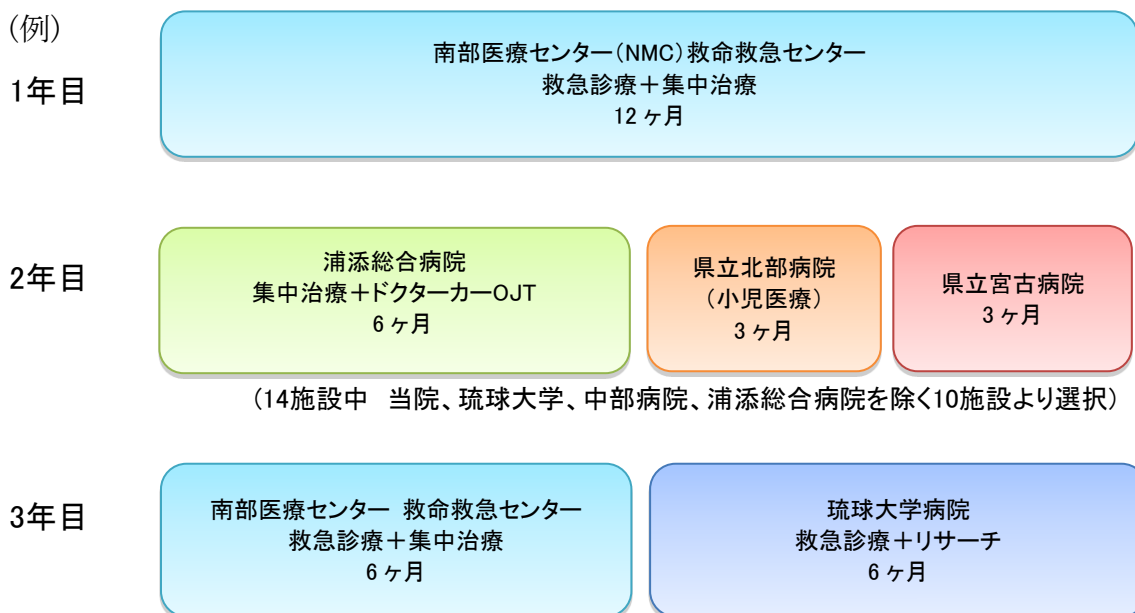 (例)
1年目
南部医療センター(NMC)救命救急センター
救急診療＋集中治療
12 ヶ月
2年目
浦添総合病院
集中治療＋ドクターカーOJT
6 ヶ月
県立北部病院
(小児医療)
3 ヶ月
県立宮古病院
3 ヶ月
(14施設中　当院、琉球大学、中部病院、浦添総合病院を除く10施設より選択)
3年目
南部医療センター 救命救急センター
救急診療＋集中治療
6 ヶ月
琉球大学病院
救急診療＋リサーチ
6 ヶ月